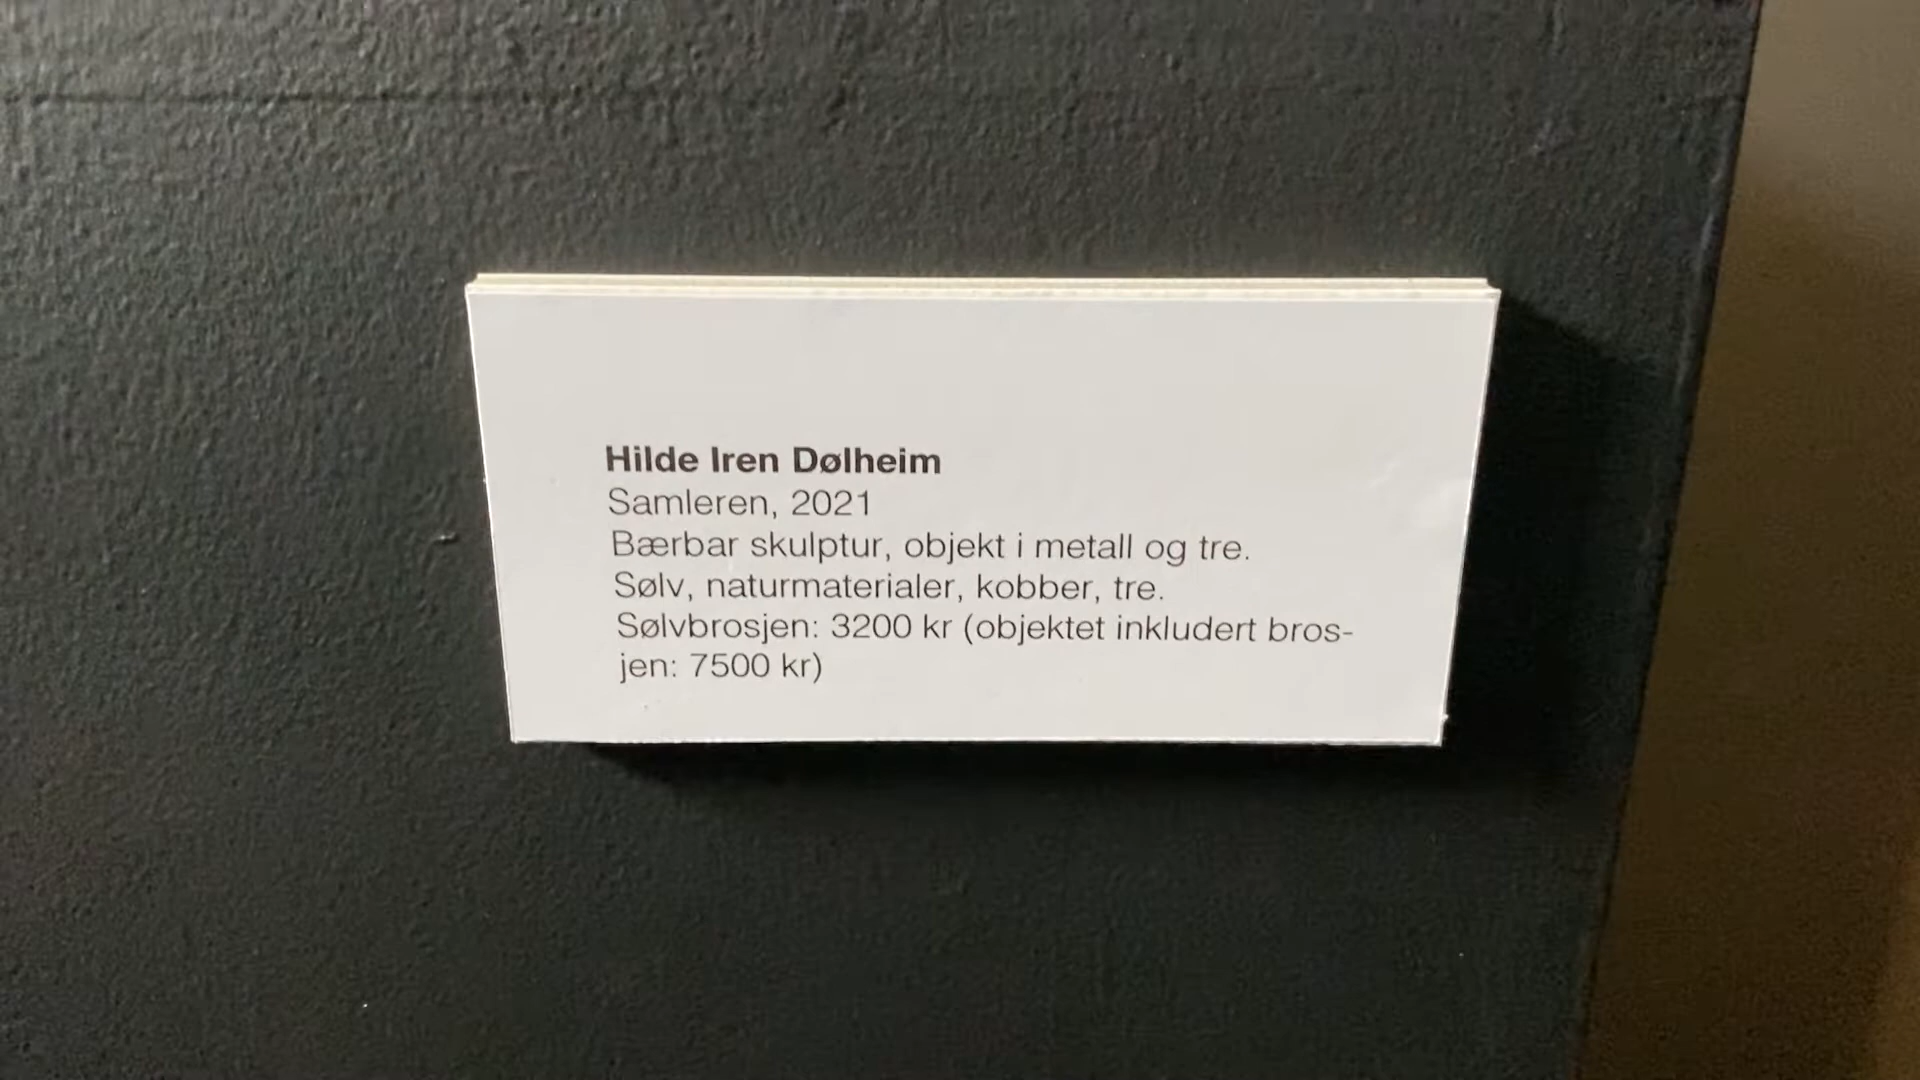 Hilde Iren Dølheim
Samleren, 2021
Bærbar skulptur, objekt i metall og tre.
Sølv, naturmaterialer, kobber, tre.
Sølvbrosjen: 3200 kr (objektet inkludert bros-
jen: 7500 kr)